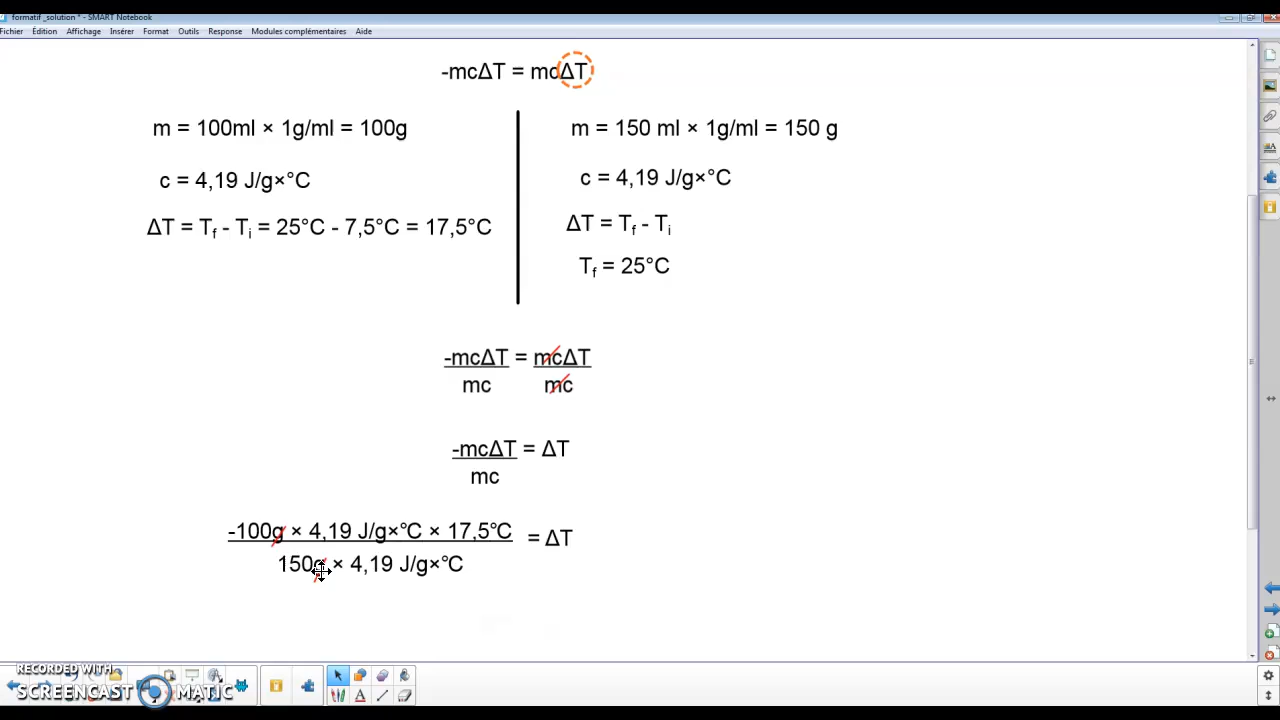 formatif _solution * - SMART Notebook
Fichier Édition Affichage Insérer Format Outils Réponse Modules complémentaires Aide
-mcΔT = mcΔT
m = 100ml × 1g/ml = 100g
c = 4,19 J/g×°C
ΔT = Tf - Ti = 25°C - 7,5°C = 17,5°C
m = 150 ml × 1g/ml = 150 g
c = 4,19 J/g×°C
ΔT = Tf - Ti
Tf = 25°C
-mcΔT = mcΔT
mc mc
-mcΔT = ΔT
mc
-100g × 4,19 J/g×°C × 17,5°C = ΔT
150g × 4,19 J/g×°C
RECORDED WITH
SCREENCAST MATIC